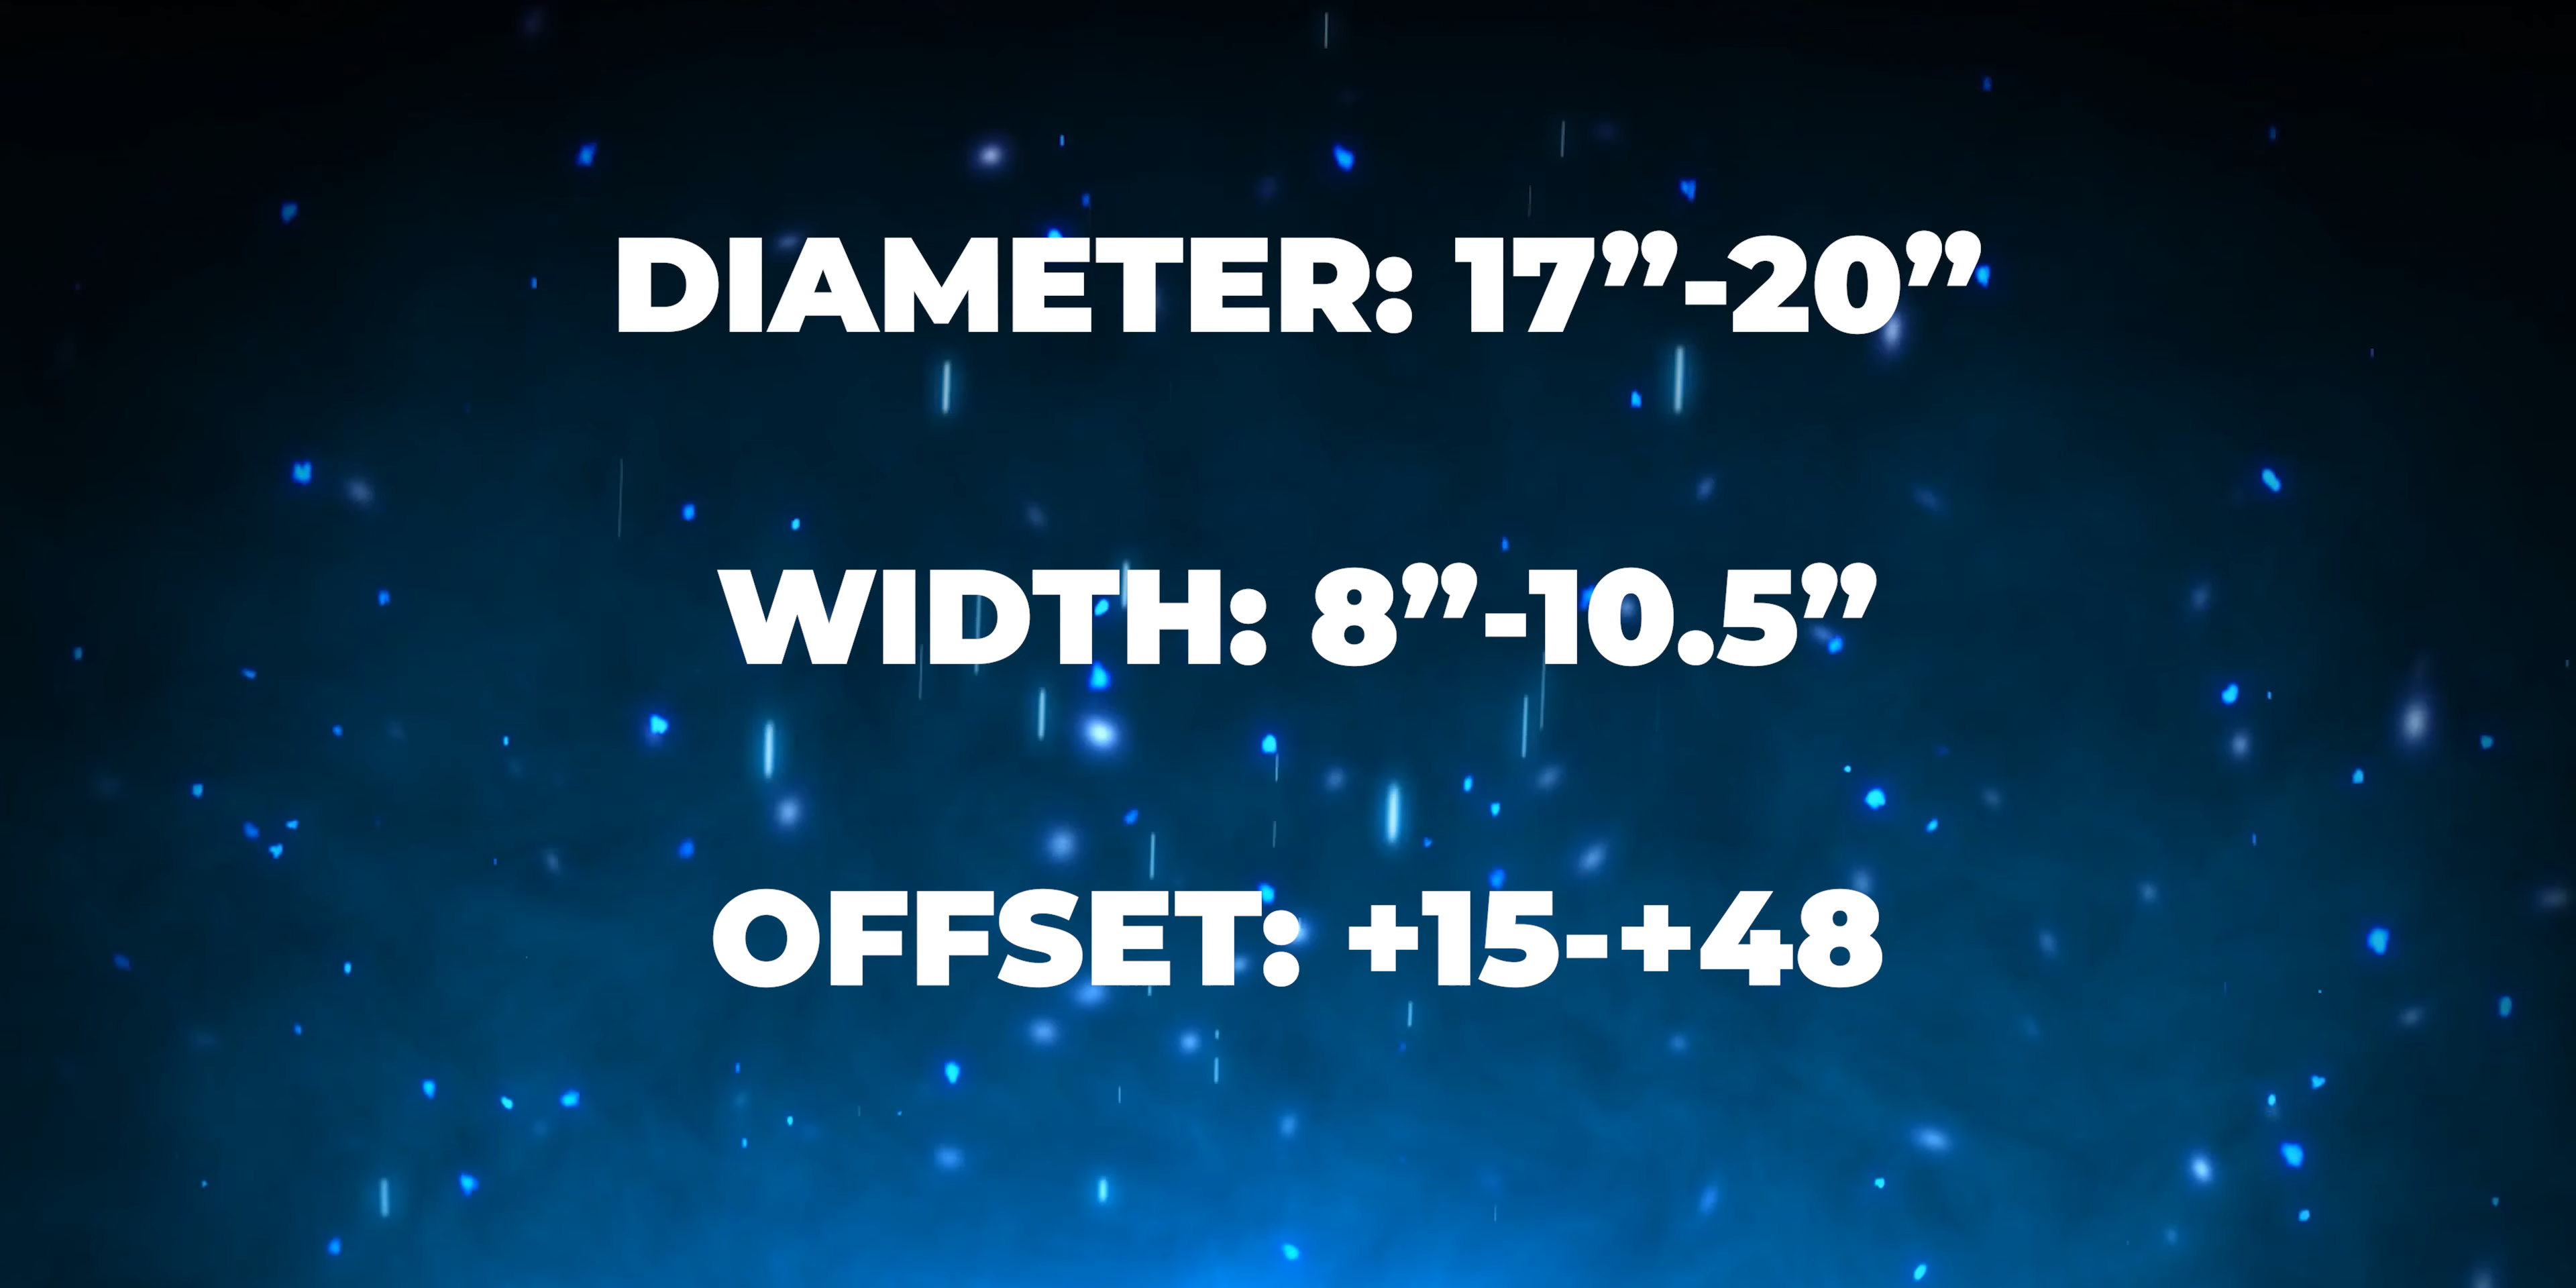 DIAMETER: 17”-20”
WIDTH: 8”-10.5”
OFFSET: +15-+48